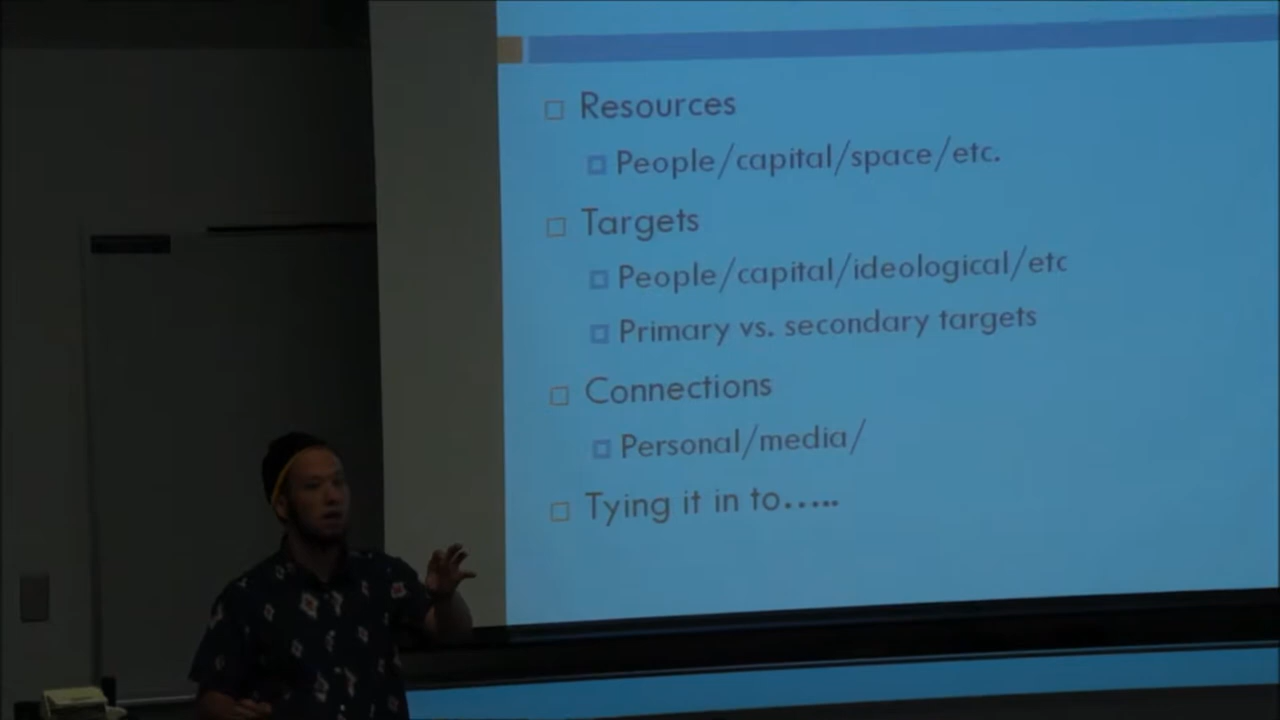 Resources
People/capital/space/etc.
Targets
People/capital/ideological/etc
Primary vs. secondary targets
Connections
Personal/media/
Tying it in to.....